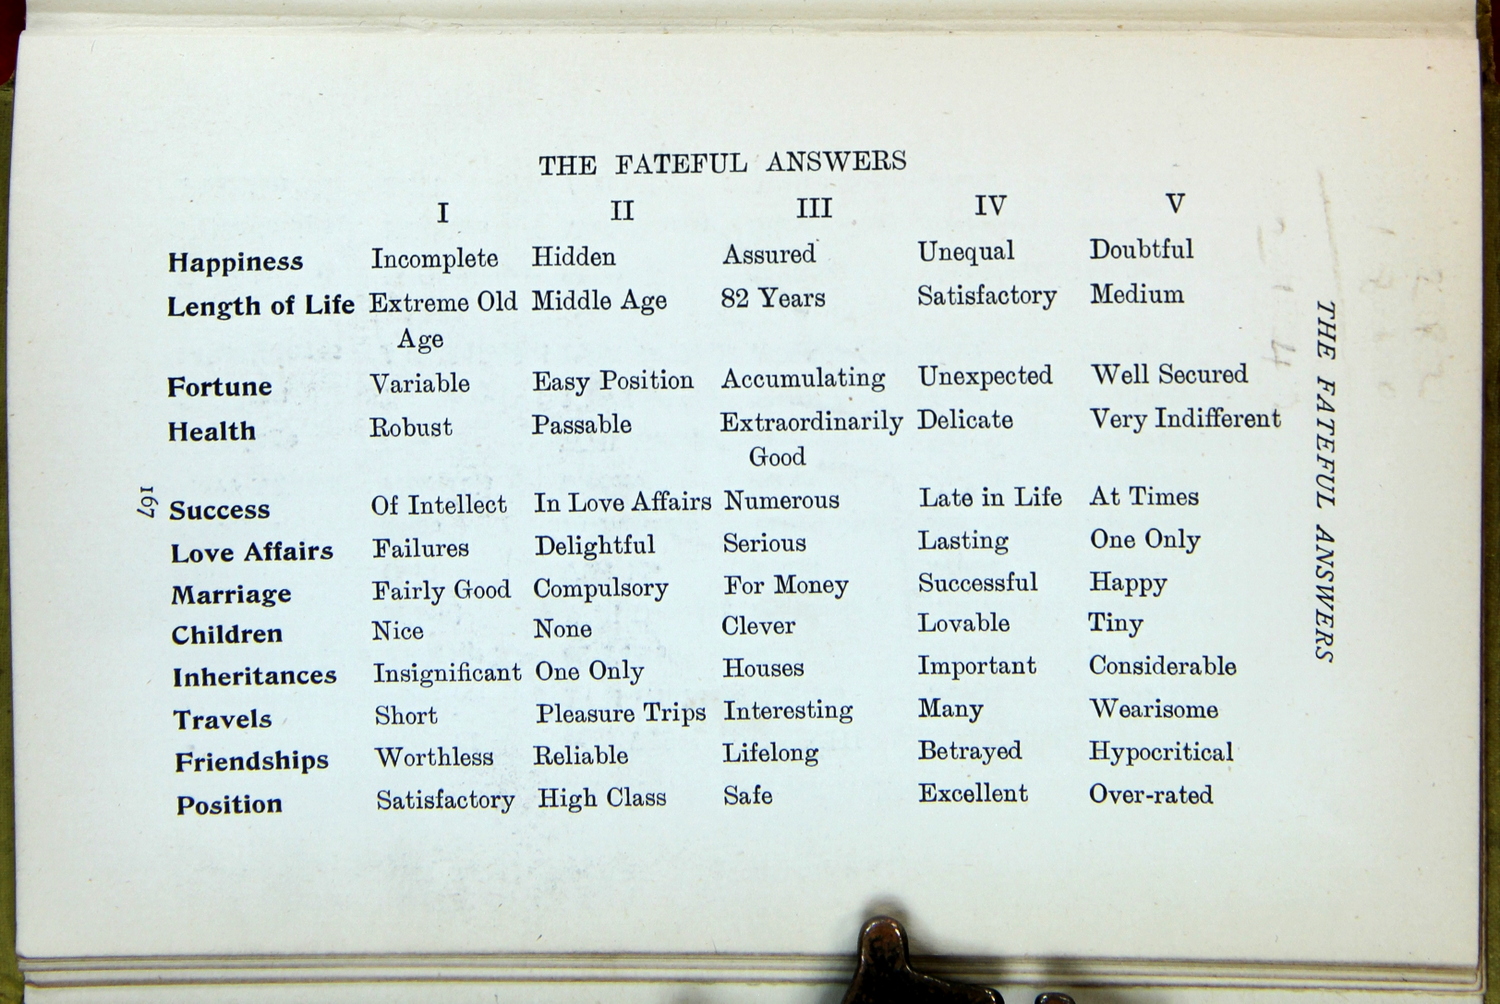 THE FATEFUL ANSWERS
I II III IV V
Happiness Incomplete Hidden Assured Unequal Doubtful
Length of Life Extreme Old Middle Age 82 Years Satisfactory Medium
Age
Fortune Variable Easy Position Accumulating Unexpected Well Secured
Health Robust Passable Extraordinarily Delicate Very Indifferent
Good
Success Of Intellect In Love Affairs Numerous Late in Life At Times
Love Affairs Failures Delightful Serious Lasting One Only
Marriage Fairly Good Compulsory For Money Successful Happy
Children Nice None Clever Lovable Tiny
Inheritances Insignificant One Only Houses Important Considerable
Travels Short Pleasure Trips Interesting Many Wearisome
Friendships Worthless Reliable Lifelong Betrayed Hypocritical
Position Satisfactory High Class Safe Excellent Over-rated
THE FATEFUL ANSWERS
167